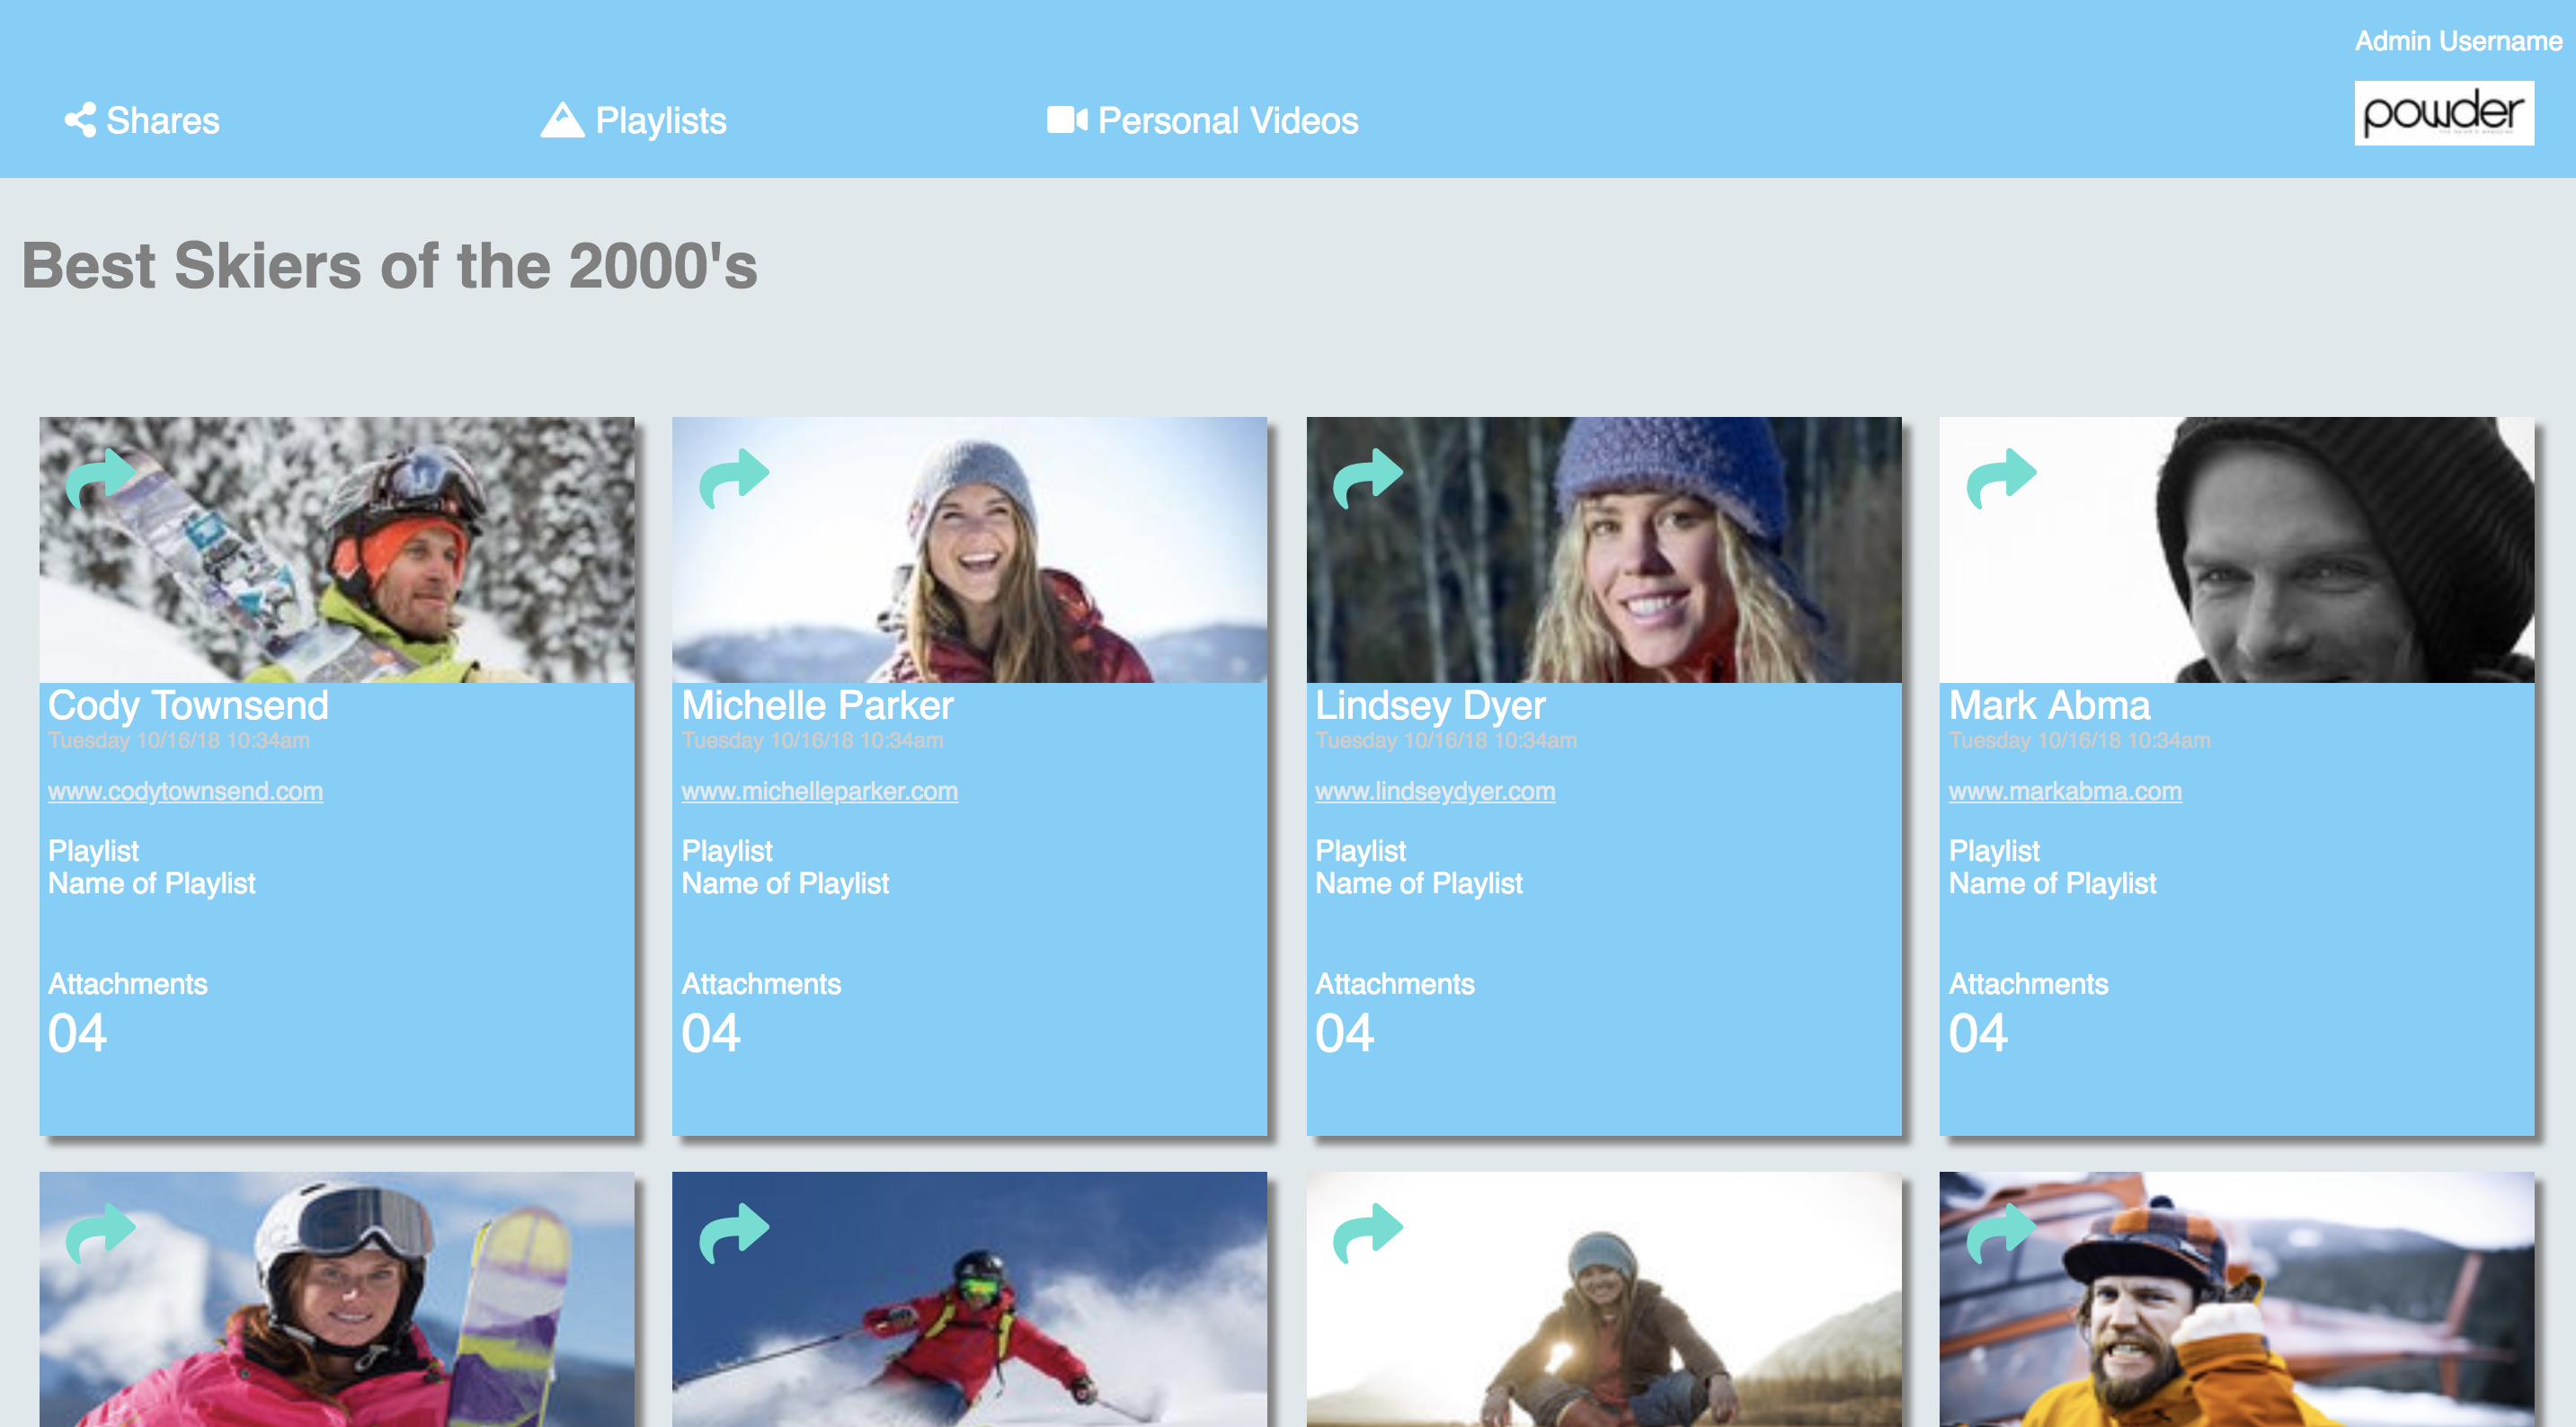 Admin Username
Shares
Playlists
Personal Videos
powder
Best Skiers of the 2000's
Cody Townsend
Tuesday 10/16/18 10:34am
www.codytownsend.com
Playlist
Name of Playlist
Attachments
04
Michelle Parker
Tuesday 10/16/18 10:34am
www.michelleparker.com
Playlist
Name of Playlist
Attachments
04
Lindsey Dyer
Tuesday 10/16/18 10:34am
www.lindseydyer.com
Playlist
Name of Playlist
Attachments
04
Mark Abma
Tuesday 10/16/18 10:34am
www.markabma.com
Playlist
Name of Playlist
Attachments
04